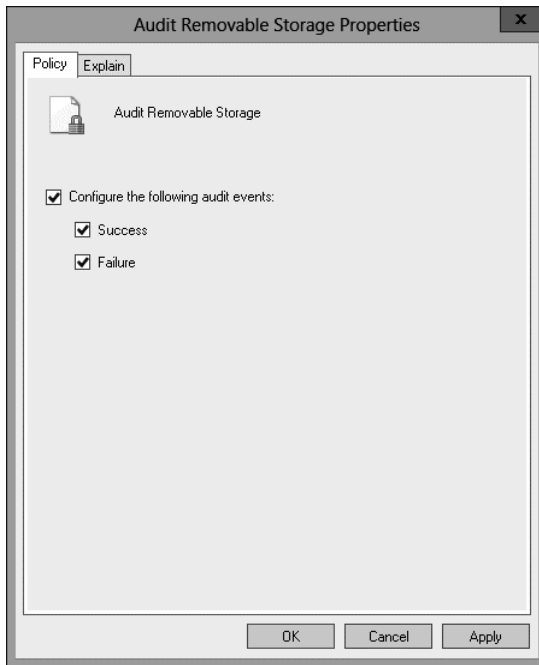 Audit Removable Storage Properties
x
Policy Explain
Audit Removable Storage
Configure the following audit events:
Success
Failure
OK Cancel Apply